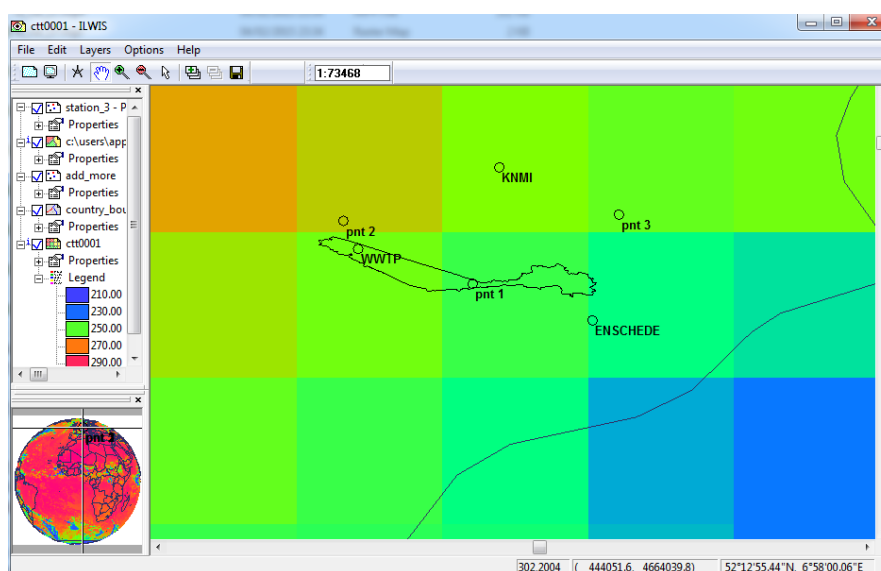 ctt0001 - ILWIS
File Edit Layers Options Help
1:73468
station_3 - P
Properties
c:\users\app
Properties
add_more
Properties
country_bou
Properties
ctt0001
Properties
Legend
210.00
230.00
250.00
270.00
290.00
KNMI
pnt 3
pnt 2
WWTP
pnt 1
ENSCHEDE
302.2004 ( 444051.6, 4664039.8) 52°12'55.44"N, 6°58'00.06"E